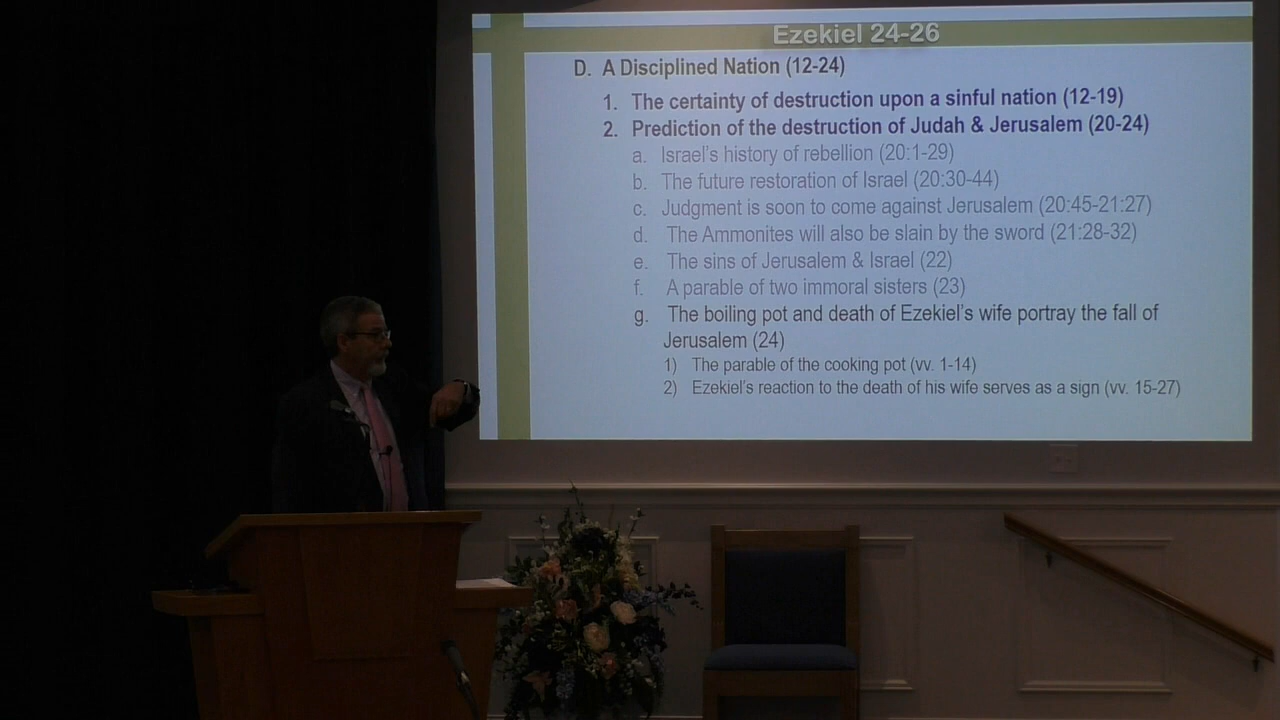 Ezekiel 24-26
D. A Disciplined Nation (12-24)
1. The certainty of destruction upon a sinful nation (12-19)
2. Prediction of the destruction of Judah & Jerusalem (20-24)
a. Israel's history of rebellion (20:1-29)
b. The future restoration of Israel (20:30-44)
c. Judgment is soon to come against Jerusalem (20:45-21:27)
d. The Ammonites will also be slain by the sword (21:28-32)
e. The sins of Jerusalem & Israel (22)
f. A parable of two immoral sisters (23)
g. The boiling pot and death of Ezekiel's wife portray the fall of
Jerusalem (24)
1) The parable of the cooking pot (vv. 1-14)
2) Ezekiel's reaction to the death of his wife serves as a sign (vv. 15-27)